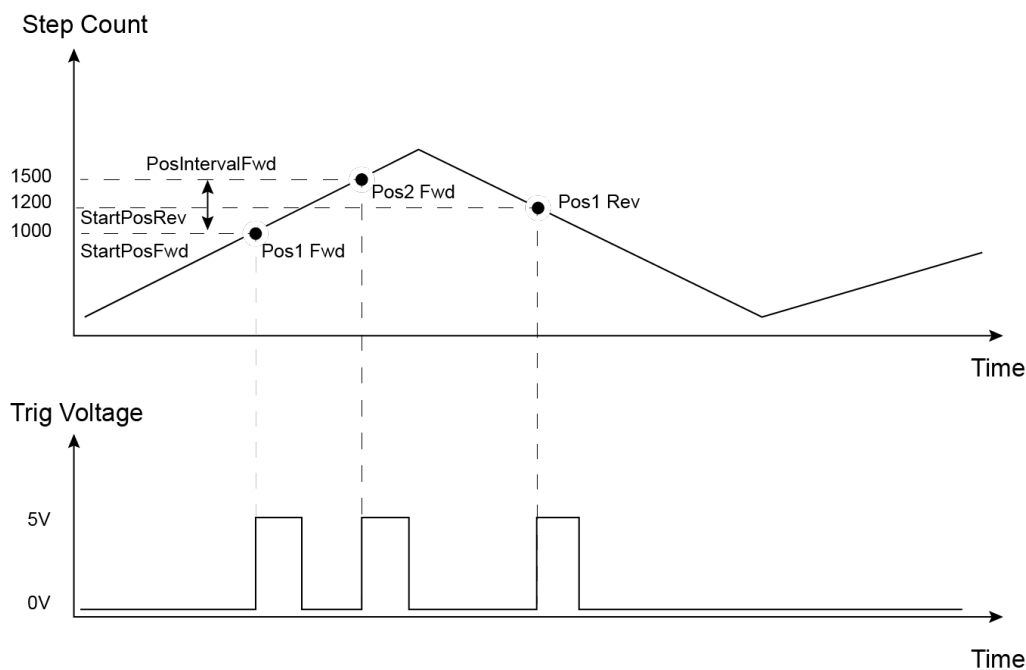 Step Count
PosIntervalFwd
1500
Pos2 Fwd
1200
Pos1 Rev
StartPosRev
1000
StartPosFwd
Pos1 Fwd
Time
Trig Voltage
5V
0V
Time